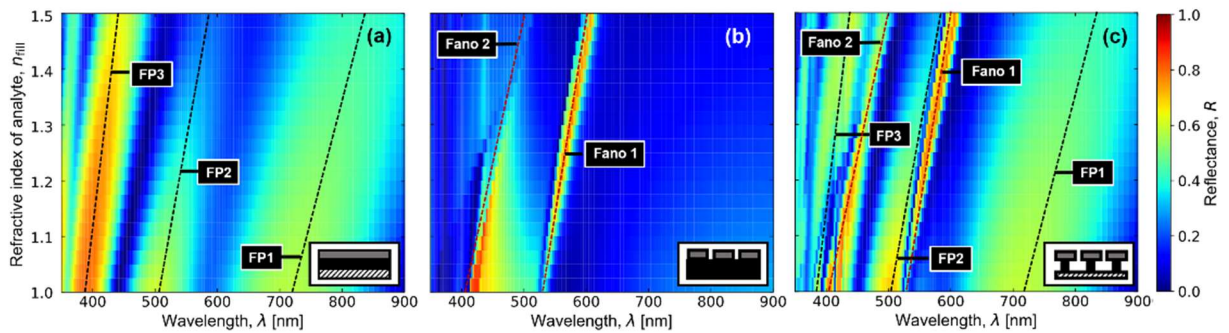 Refractive index of analyte, n_fill
1.5
1.4
1.3
1.2
1.1
1.0
(a)
FP3
FP2
FP1
400 500 600 700 800 900
Wavelength, λ [nm]
(b)
Fano 2
Fano 1
400 500 600 700 800 900
Wavelength, λ [nm]
(c)
Fano 2
Fano 1
FP3
FP1
FP2
400 500 600 700 800 900
Wavelength, λ [nm]
1.0
0.8
0.6
0.4
0.2
0.0
Reflectance, R